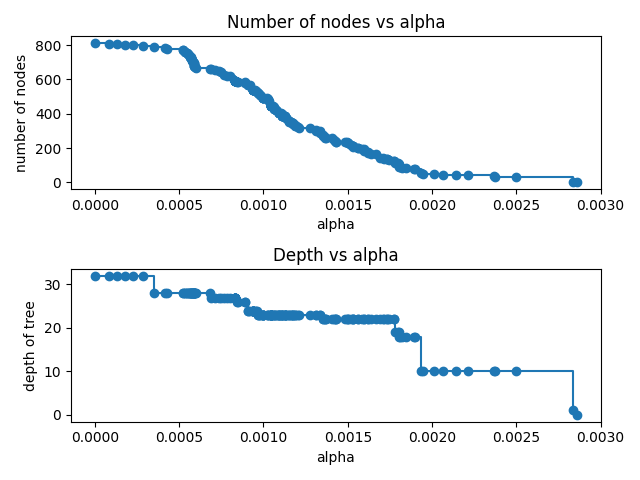 Number of nodes vs alpha
800
600
400
200
0
number of nodes
0.0000 0.0005 0.0010 0.0015 0.0020 0.0025 0.0030
alpha
Depth vs alpha
30
20
10
0
depth of tree
0.0000 0.0005 0.0010 0.0015 0.0020 0.0025 0.0030
alpha